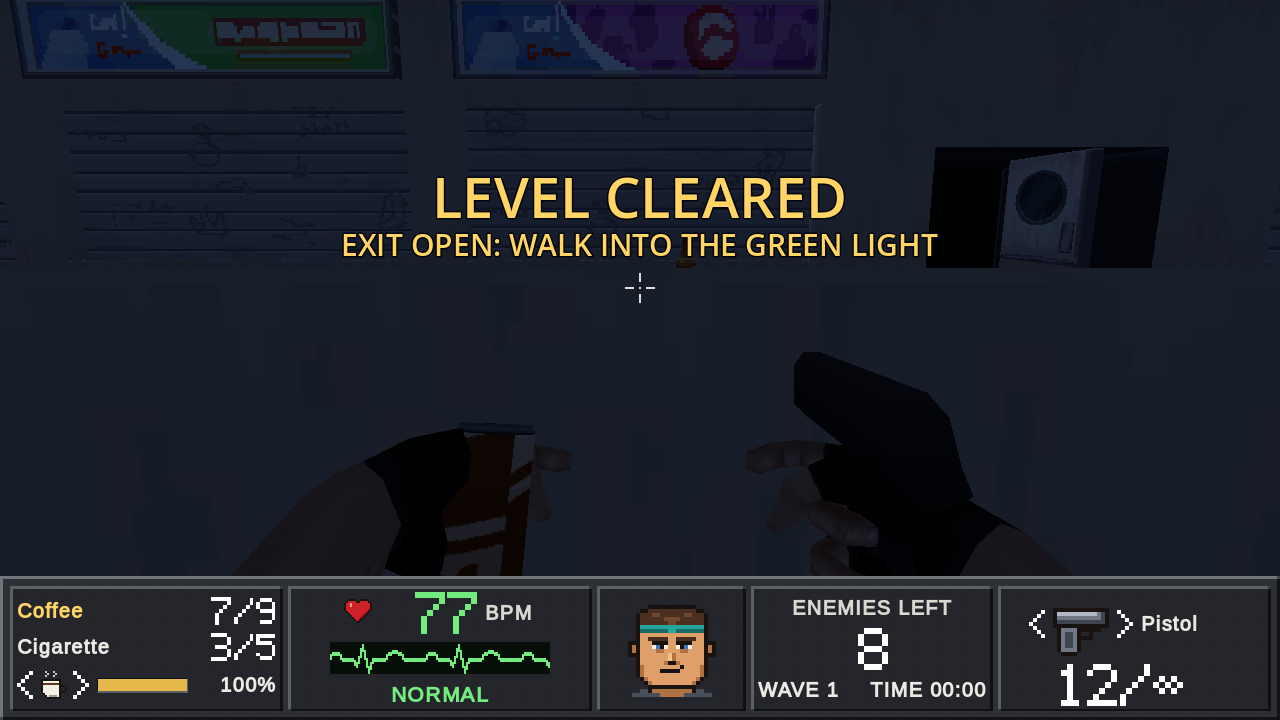 LEVEL CLEARED
EXIT OPEN: WALK INTO THE GREEN LIGHT
Coffee 7/9
Cigarette 3/5
100%
77 BPM
NORMAL
ENEMIES LEFT
8
WAVE 1 TIME 00:00
Pistol
12/∞